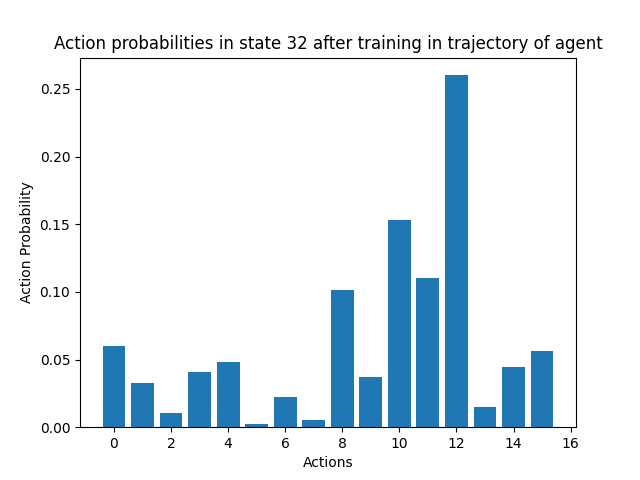 Action probabilities in state 32 after training in trajectory of agent
0.25
0.20
0.15
0.10
0.05
0.00
Action Probability
0 2 4 6 8 10 12 14 16
Actions